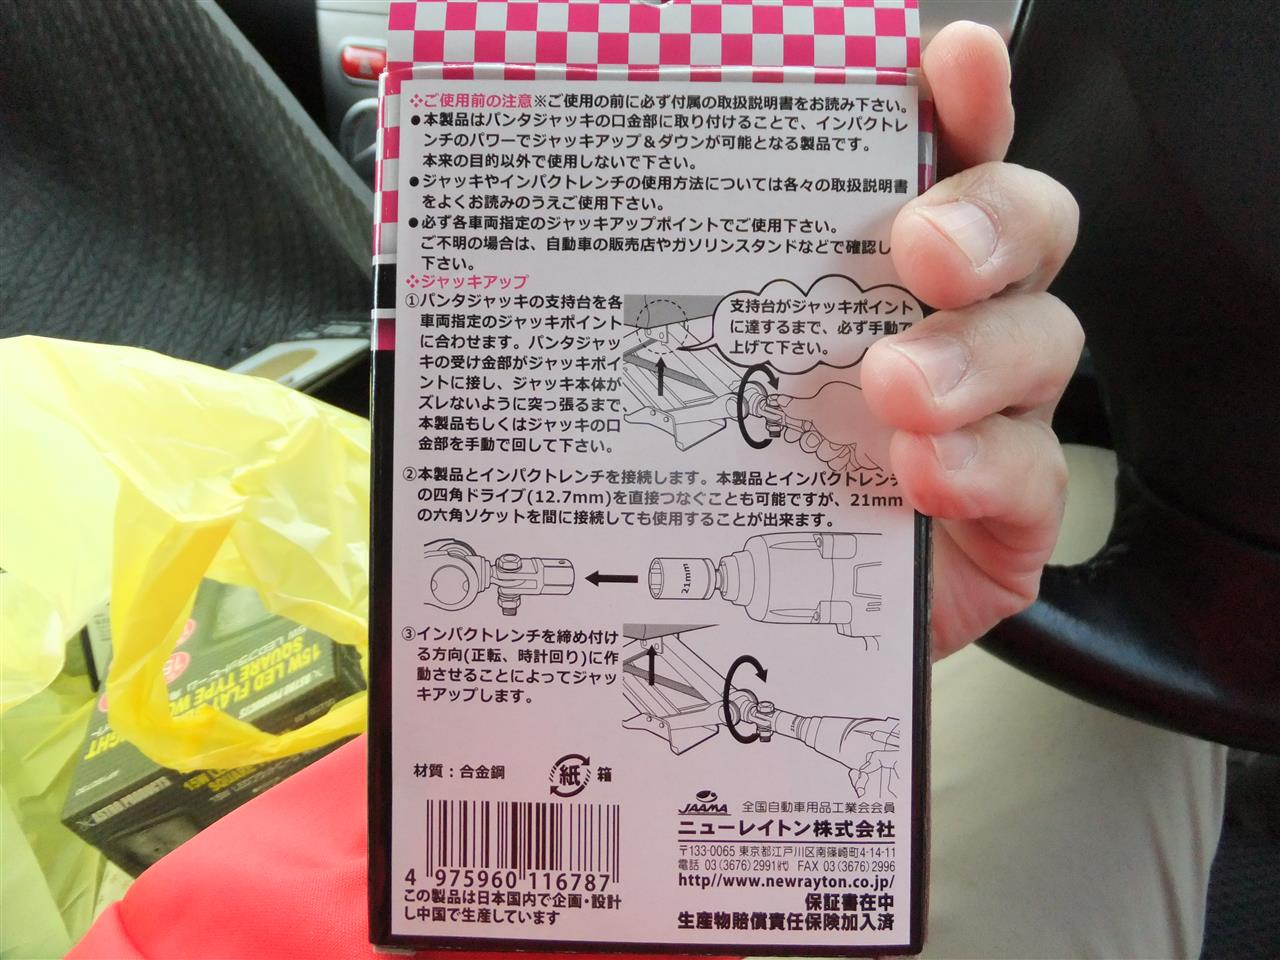 ❖ご使用前の注意※ご使用の前に必ず付属の取扱説明書をお読み下さい。
●本製品はパンタジャッキの口金部に取り付けることで、インパクトレ
ンチのパワーでジャッキアップ＆ダウンが可能となる製品です。
本来の目的以外で使用しないで下さい。
●ジャッキやインパクトレンチの使用方法については各々の取扱説明書
をよくお読みのうえご使用下さい。
●必ず各車両指定のジャッキアップポイントでご使用下さい。
ご不明の場合は、自動車の販売店やガソリンスタンドなどで確認し
下さい。
❖ジャッキアップ
①パンタジャッキの支持台を各
車両指定のジャッキポイント
に合わせます。パンタジャッ
キの受け金部がジャッキポイ
ントに接し、ジャッキ本体が
ズレないように突っ張るまで、
本製品もしくはジャッキの口
金部を手動で回して下さい。
支持台がジャッキポイント
に達するまで、必ず手動で
上げて下さい。
②本製品とインパクトレンチを接続します。本製品とインパクトレンチ
の四角ドライブ(12.7mm)を直接つなぐことも可能ですが、21mm
の六角ソケットを間に接続しても使用することが出来ます。
21mm
③インパクトレンチを締め付け
る方向(正転、時計回り)に作
動させることによってジャッ
キアップします。
21mm
材質：合金鋼
紙 箱
JAAMA 全国自動車用品工業会会員
ニューレイトン株式会社
〒133-0065 東京都江戸川区南篠崎町4-14-11
電話 03(3676)2991㈹ FAX 03(3676)2996
http//www.newrayton.co.jp/
保証書在中
生産物賠償責任保険加入済
4 975960 116787
この製品は日本国内で企画・設計
し中国で生産しています
15W LED FLA
SQUARE TYPE WO
ASTRO PRODUCTS